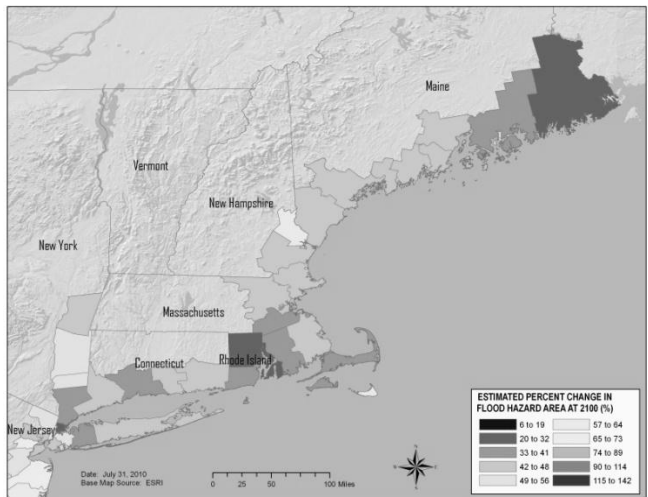 Maine
Vermont
New Hampshire
New York
Massachusetts
Connecticut
Rhode Island
New Jersey
ESTIMATED PERCENT CHANGE IN
FLOOD HAZARD AREA AT 2100 (%)
6 to 19
57 to 64
20 to 32
65 to 73
33 to 41
74 to 89
42 to 48
90 to 114
49 to 56
115 to 142
Date: July 31, 2010
Base Map Source: ESRI
0 25 50 100 Miles